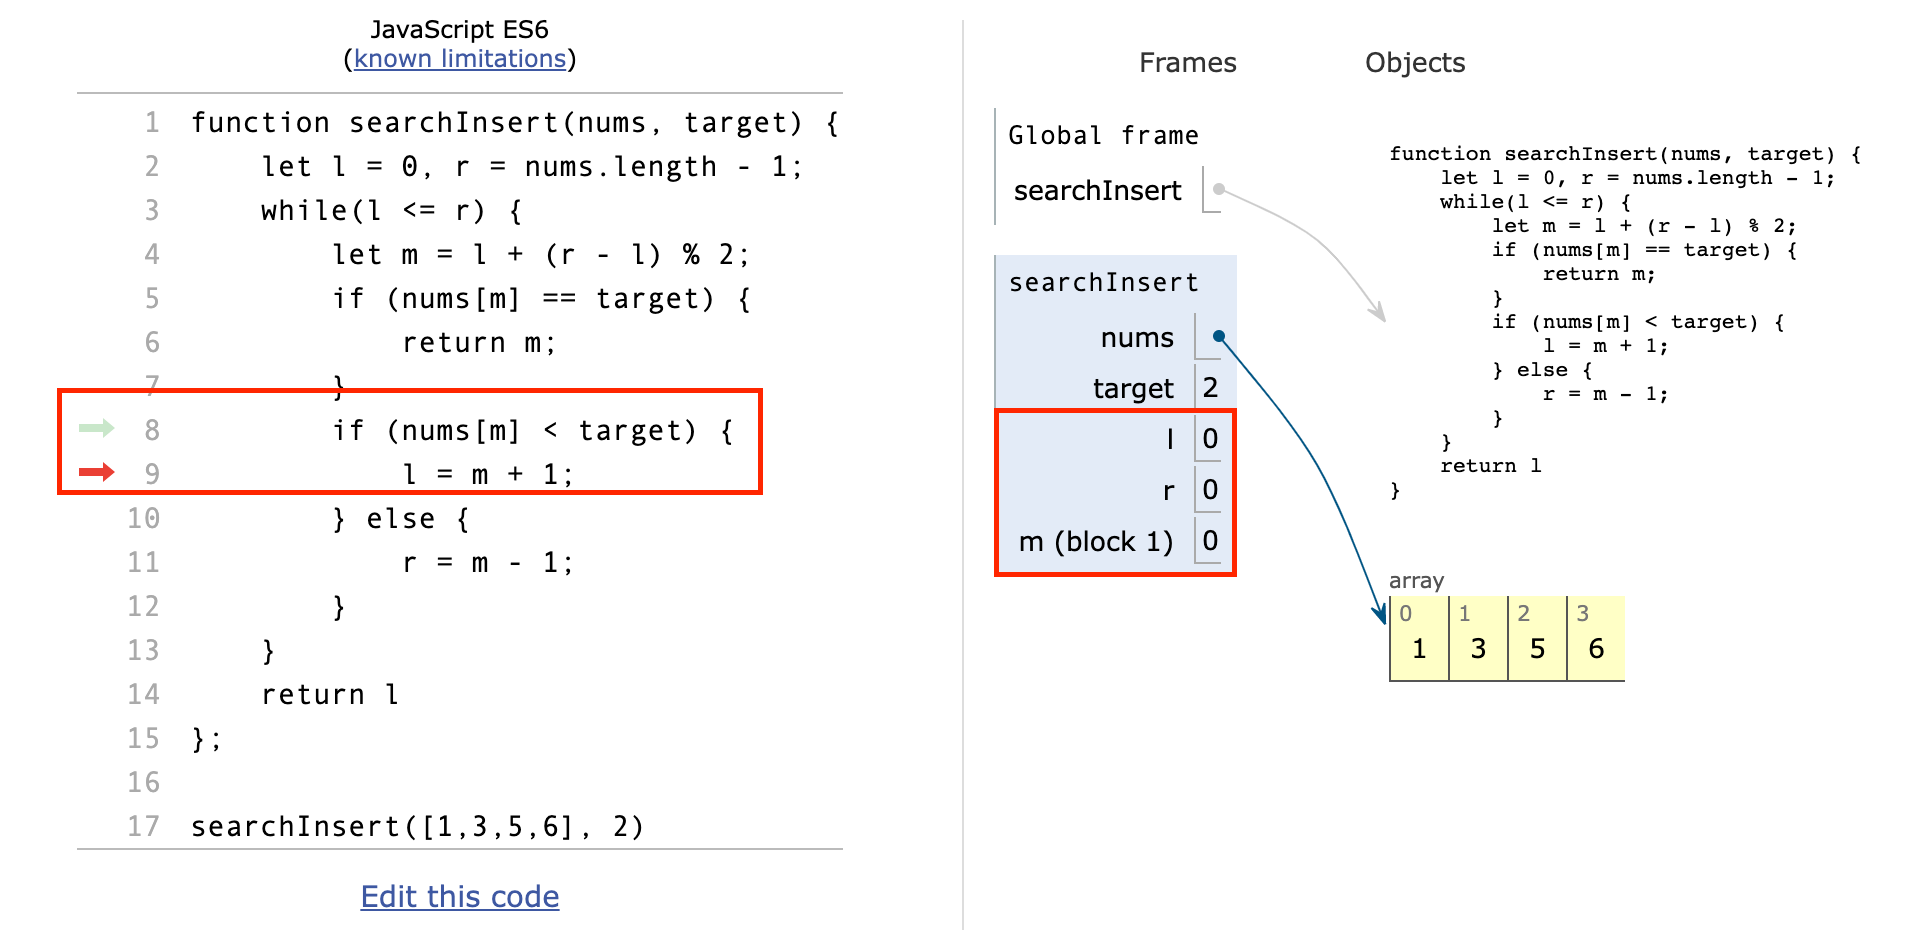 JavaScript ES6
(known limitations)
1 function searchInsert(nums, target) {
2     let l = 0, r = nums.length - 1;
3     while(l <= r) {
4         let m = l + (r - l) % 2;
5         if (nums[m] == target) {
6             return m;
7         }
8         if (nums[m] < target) {
9             l = m + 1;
10         } else {
11             r = m - 1;
12         }
13     }
14     return l
15 };
16
17 searchInsert([1,3,5,6], 2)
Edit this code
Frames
Objects
Global frame
searchInsert
searchInsert
nums
target 2
l 0
r 0
m (block 1) 0
function searchInsert(nums, target) {
    let l = 0, r = nums.length - 1;
    while(l <= r) {
        let m = l + (r - l) % 2;
        if (nums[m] == target) {
            return m;
        }
        if (nums[m] < target) {
            l = m + 1;
        } else {
            r = m - 1;
        }
    }
    return l
}
array
0 1 2 3
1 3 5 6